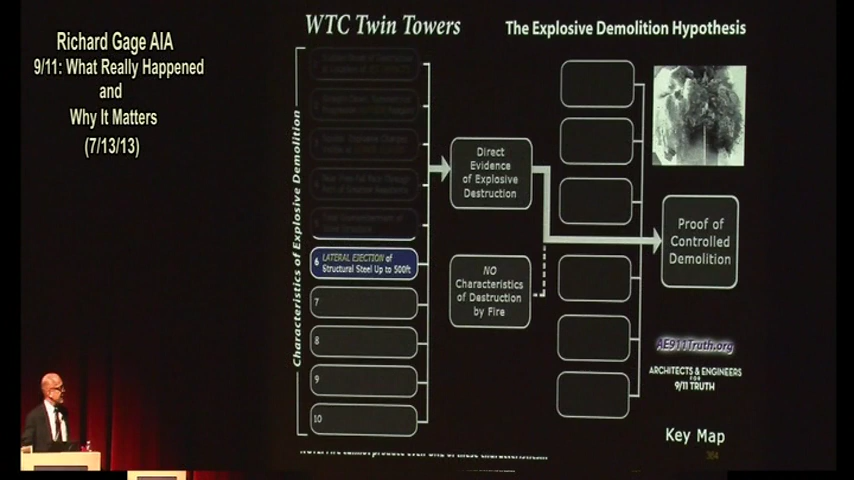 Richard Gage AIA
9/11: What Really Happened
and
Why It Matters
(7/13/13)
WTC Twin Towers
The Explosive Demolition Hypothesis
Characteristics of Explosive Demolition
6 LATERAL EJECTION of
Structural Steel Up to 500ft
7
8
9
10
Direct
Evidence
of Explosive
Destruction
NO
Characteristics
of Destruction
by Fire
Proof of
Controlled
Demolition
AE911Truth.org
ARCHITECTS & ENGINEERS
FOR
9/11 TRUTH
Key Map
304